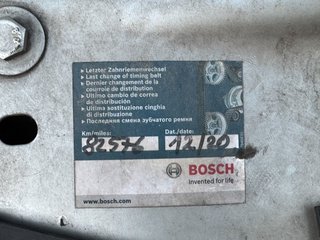 ▸ Letzter Zahnriemenwechsel
▸ Last change of timing belt
▸ Dernier changement de la
courroie de distribution
▸ Ultimo cambio de correa
de distribución
▸ Ultima sostituzione cinghia
di distribuzione
▸ Последняя смена зубчатого ремня
Km/miles: Dat./date:
82576 12/20
BOSCH
www.bosch.com Invented for life